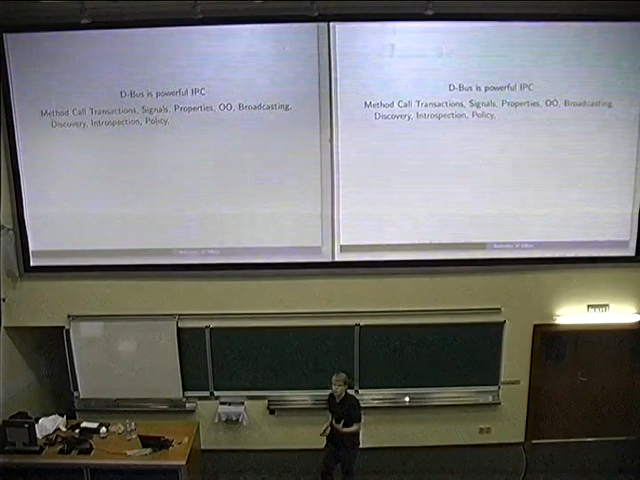 D-Bus is powerful IPC
Method Call Transactions, Signals, Properties, OO, Broadcasting,
Discovery, Introspection, Policy,
D-Bus is powerful IPC
Method Call Transactions, Signals, Properties, OO, Broadcasting,
Discovery, Introspection, Policy,